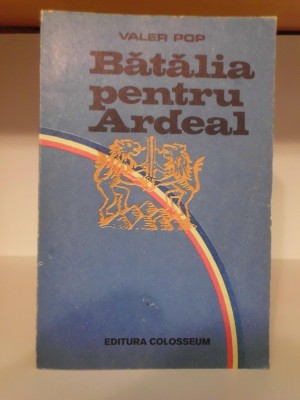 VALER POP
Bătălia
pentru
Ardeal
EDITURA COLOSSEUM